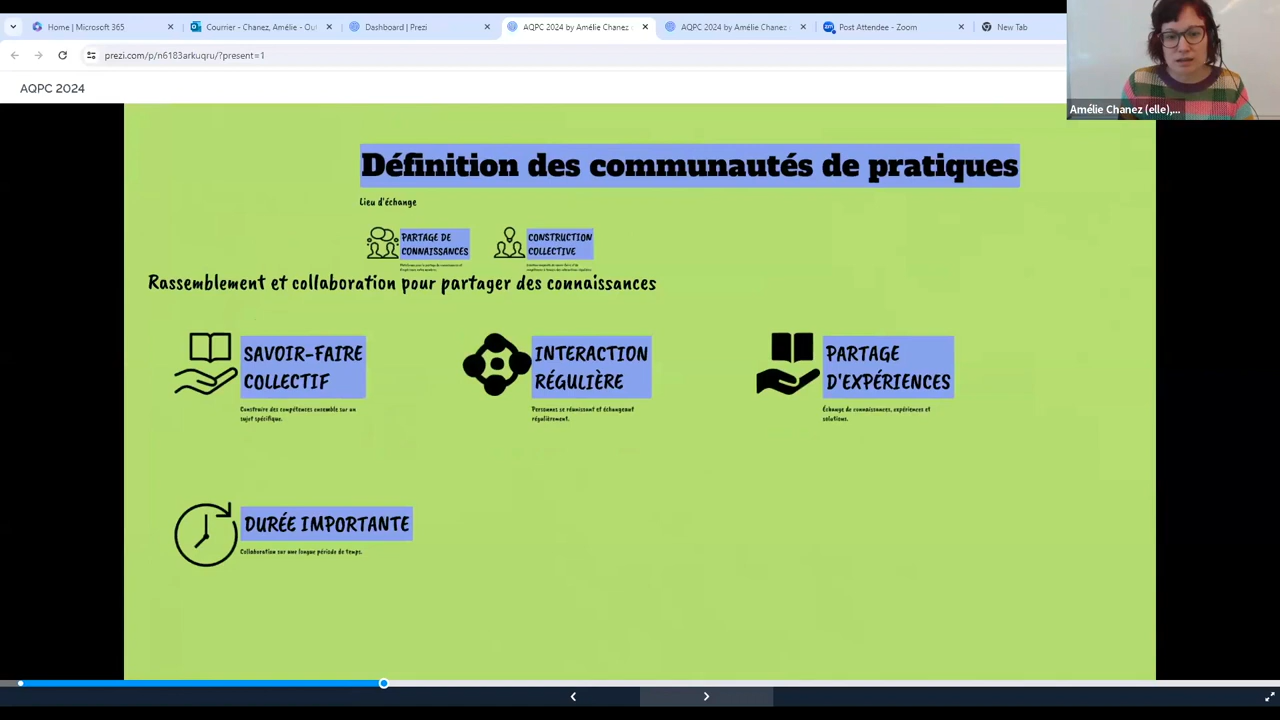 Home | Microsoft 365
Courrier - Chanez, Amélie - Out
Dashboard | Prezi
AQPC 2024 by Amélie Chanez
AQPC 2024 by Amélie Chanez
Post Attendee - Zoom
New Tab
prezi.com/p/n6183arkuqru/?present=1
AQPC 2024
Amélie Chanez (elle),...
Définition des communautés de pratiques
Lieu d'échange
PARTAGE DE
CONNAISSANCES
CONSTRUCTION
COLLECTIVE
Rassemblement et collaboration pour partager des connaissances
SAVOIR-FAIRE
COLLECTIF
Construire des compétences ensemble sur un
sujet spécifique.
INTERACTION
RÉGULIÈRE
Personnes se réunissant et échangeant
régulièrement.
PARTAGE
D'EXPÉRIENCES
Échange de connaissances, expériences et
solutions.
DURÉE IMPORTANTE
Collaboration sur une longue période de temps.